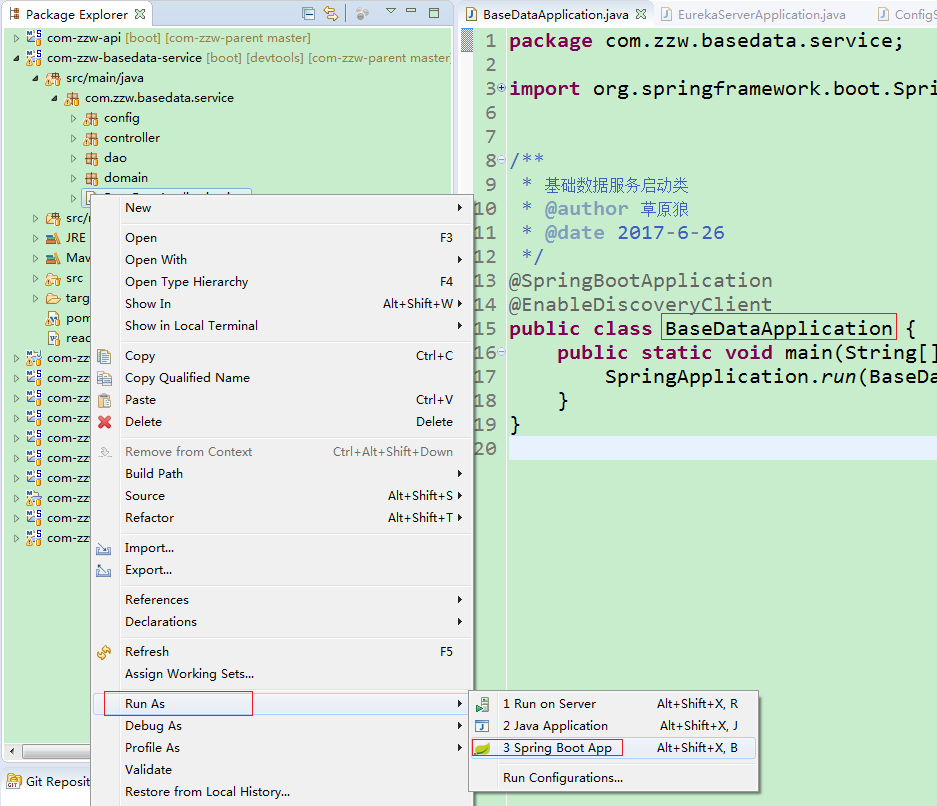 Package Explorer
com-zzw-api [boot] [com-zzw-parent master]
com-zzw-basedata-service [boot] [devtools] [com-zzw-parent master]
src/main/java
com.zzw.basedata.service
config
controller
dao
domain
src/
JRE
Mav
src
targ
pom
reac
com-zz
com-zz
com-zz
com-zz
com-zz
com-zz
com-zz
com-zz
com-zz
com-zz
Git Reposit
New
Open F3
Open With
Open Type Hierarchy F4
Show In Alt+Shift+W
Show in Local Terminal
Copy Ctrl+C
Copy Qualified Name
Paste Ctrl+V
Delete Delete
Remove from Context Ctrl+Alt+Shift+Down
Build Path
Source Alt+Shift+S
Refactor Alt+Shift+T
Import...
Export...
References
Declarations
Refresh F5
Assign Working Sets...
Run As
Debug As
Profile As
Validate
Restore from Local History...
1 Run on Server Alt+Shift+X, R
2 Java Application Alt+Shift+X, J
3 Spring Boot App Alt+Shift+X, B
Run Configurations...
BaseDataApplication.java EurekaServerApplication.java ConfigS
1 package com.zzw.basedata.service;
2
3 import org.springframework.boot.Spri
6
7
8 /**
9 * 基础数据服务启动类
10 * @author 草原狼
11 * @date 2017-6-26
12 */
13 @SpringBootApplication
14 @EnableDiscoveryClient
15 public class BaseDataApplication {
16 public static void main(String[]
17 SpringApplication.run(BaseDa
18 }
19 }
20